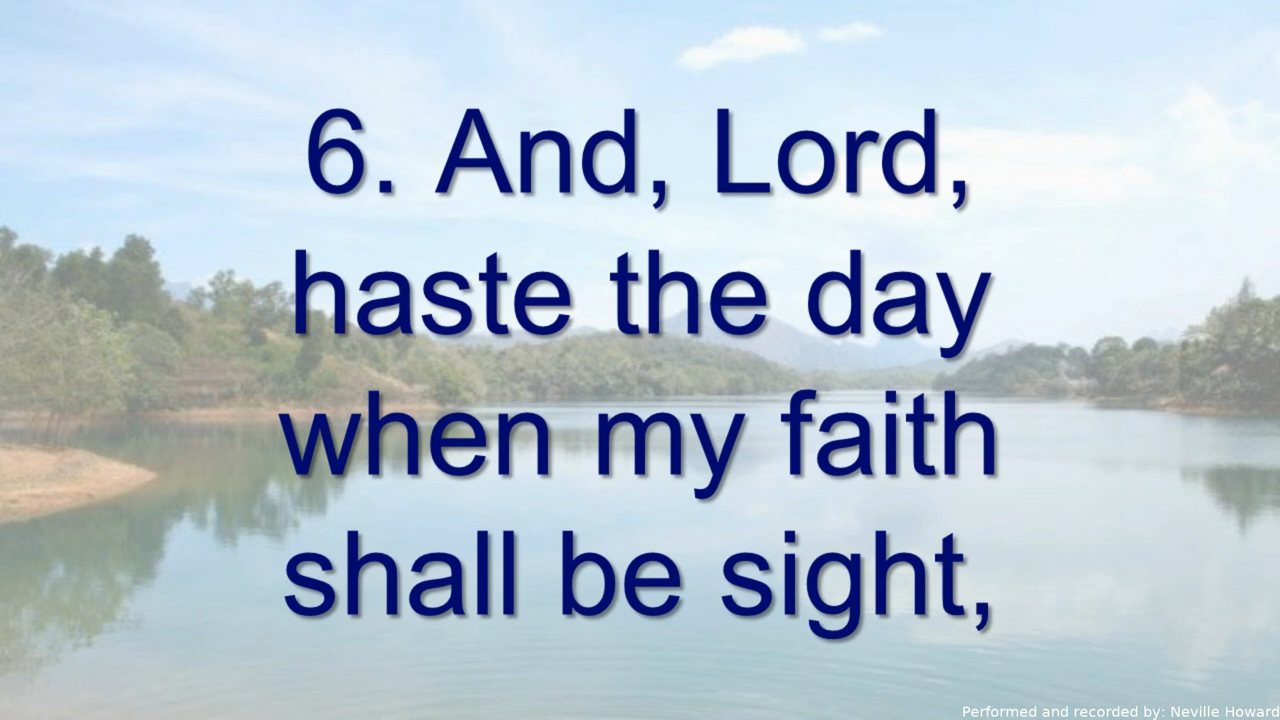 6. And, Lord,
haste the day
when my faith
shall be sight,
Performed and recorded by: Neville Howard